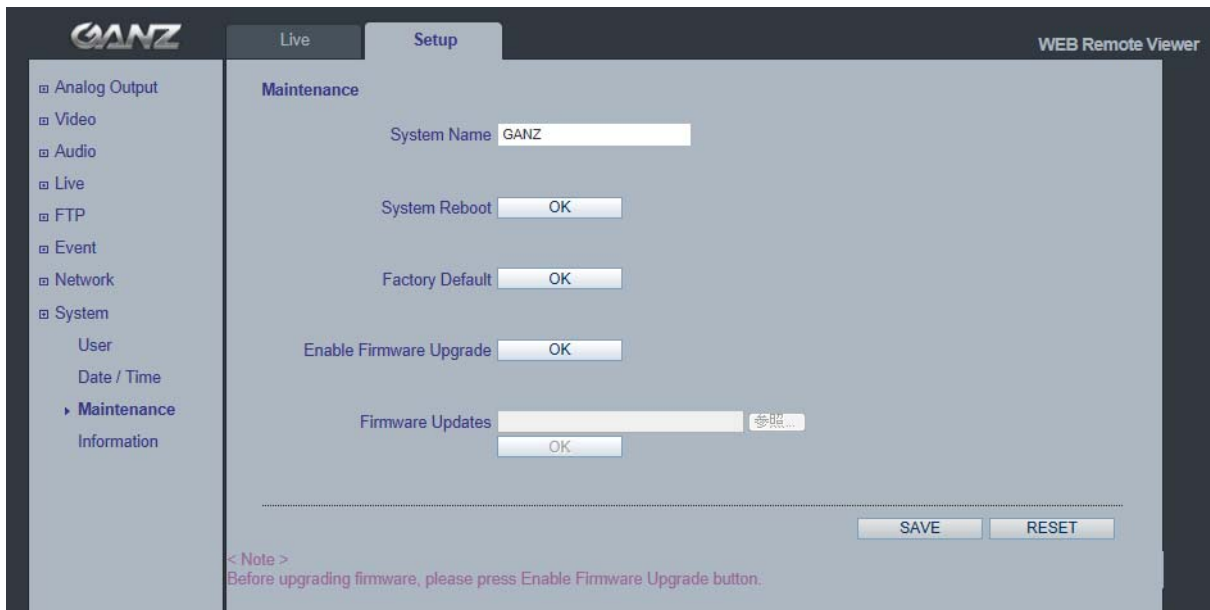 GANZ
Live
Setup
WEB Remote Viewer
Analog Output
Video
Audio
Live
FTP
Event
Network
System
User
Date / Time
Maintenance
Information
Maintenance
System Name GANZ
System Reboot OK
Factory Default OK
Enable Firmware Upgrade OK
Firmware Updates 参照...
OK
SAVE RESET
< Note >
Before upgrading firmware, please press Enable Firmware Upgrade button.